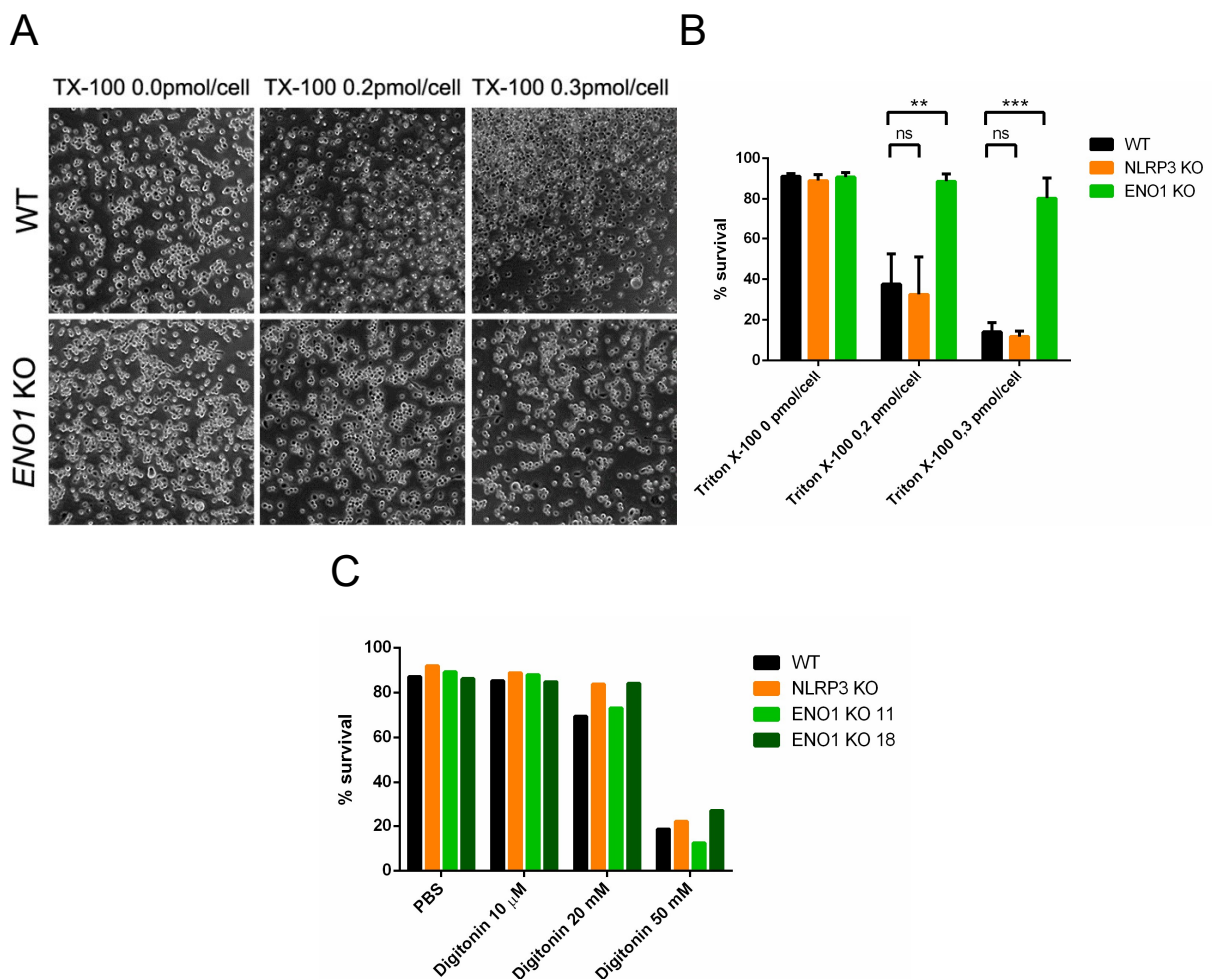 A
TX-100 0.0pmol/cell TX-100 0.2pmol/cell TX-100 0.3pmol/cell
WT
ENO1 KO
B
** ***
ns ns
WT
NLRP3 KO
ENO1 KO
100
80
60
40
20
0
% survival
Triton X-100 0 pmol/cell
Triton X-100 0,2 pmol/cell
Triton X-100 0,3 pmol/cell
C
100
80
60
40
20
0
% survival
PBS
Digitonin 10 µM
Digitonin 20 mM
Digitonin 50 mM
WT
NLRP3 KO
ENO1 KO 11
ENO1 KO 18